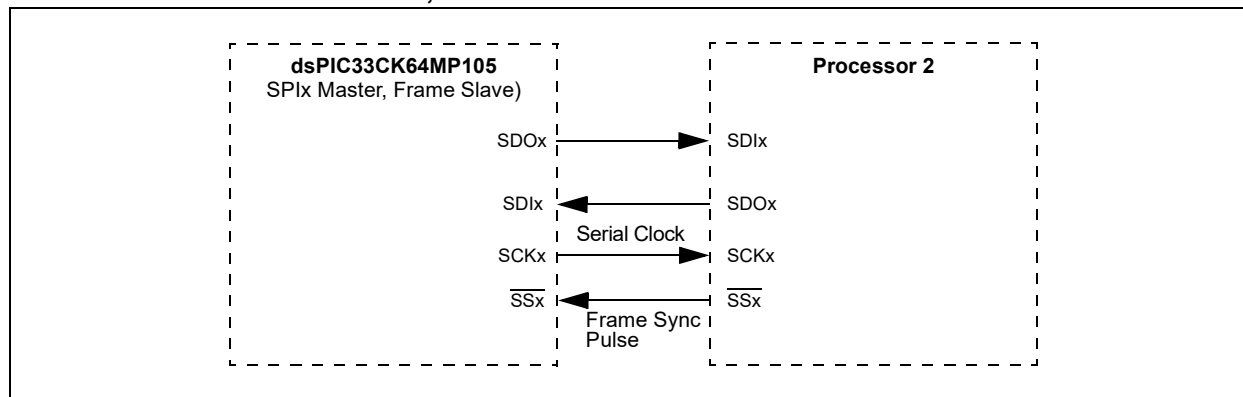 dsPIC33CK64MP105
SPIx Master, Frame Slave)
Processor 2
SDOx
SDIx
SDIx
SDOx
Serial Clock
SCKx
SCKx
SSx
SSx
Frame Sync
Pulse